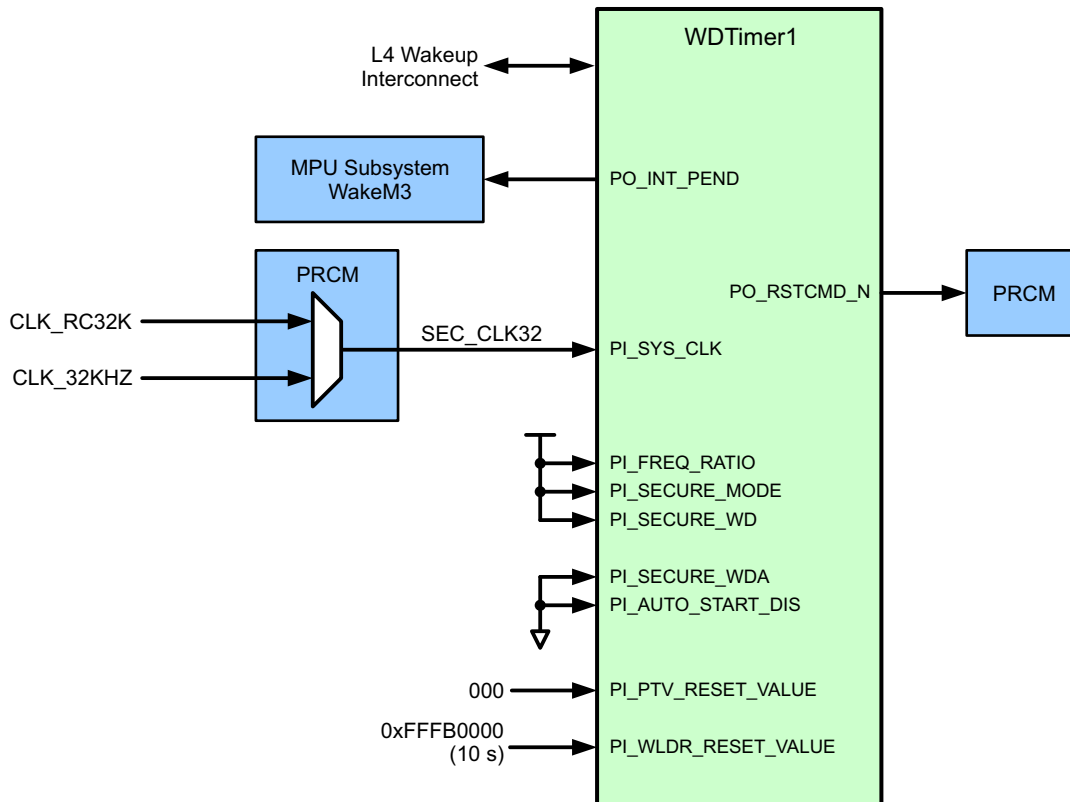 WDTimer1
L4 Wakeup
Interconnect
MPU Subsystem
WakeM3
PO_INT_PEND
PRCM
PO_RSTCMD_N
PRCM
CLK_RC32K
SEC_CLK32
PI_SYS_CLK
CLK_32KHZ
PI_FREQ_RATIO
PI_SECURE_MODE
PI_SECURE_WD
PI_SECURE_WDA
PI_AUTO_START_DIS
000
PI_PTV_RESET_VALUE
0xFFFB0000
(10 s)
PI_WLDR_RESET_VALUE